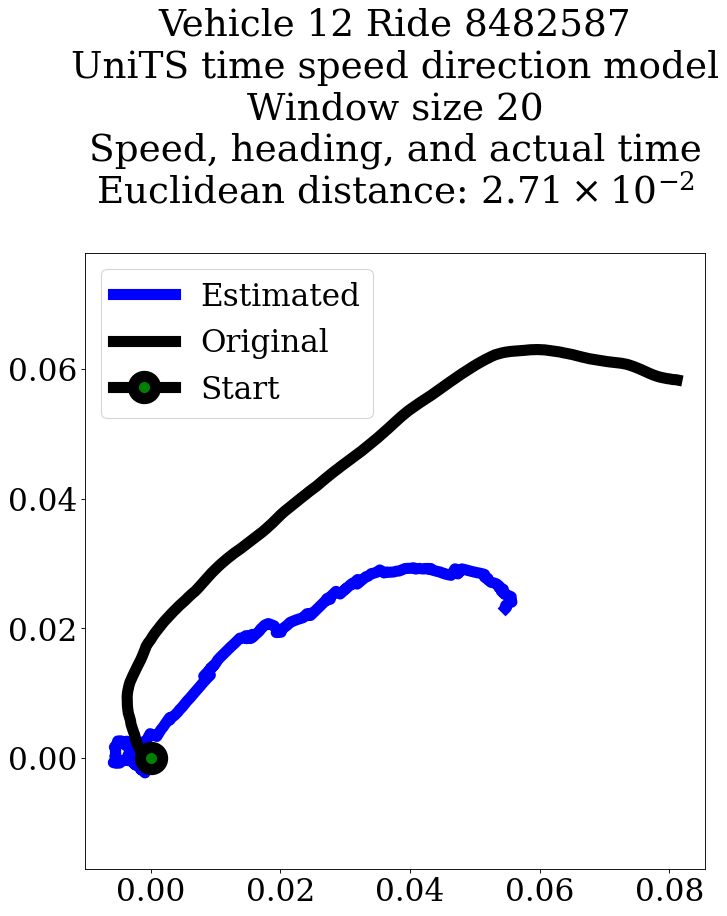 Vehicle 12 Ride 8482587
UniTS time speed direction model
Window size 20
Speed, heading, and actual time
Euclidean distance: 2.71 × 10⁻²
Estimated
Original
Start
0.06
0.04
0.02
0.00
0.00 0.02 0.04 0.06 0.08